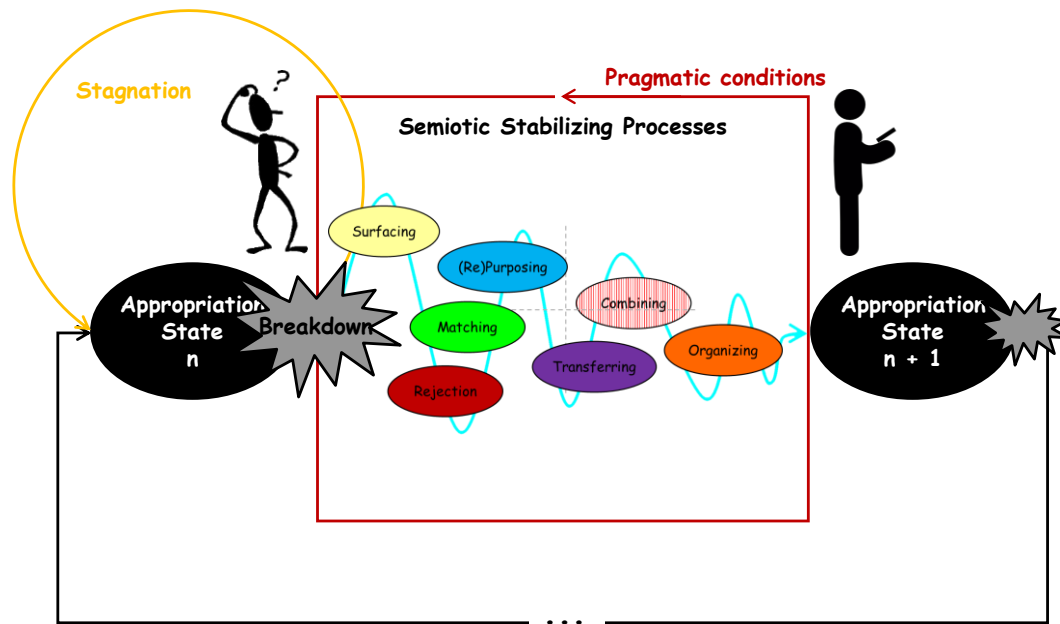 Stagnation
?
Pragmatic conditions
Semiotic Stabilizing Processes
Surfacing
(Re)Purposing
Combining
Matching
Organizing
Transferring
Rejection
Appropriation
State
n
Breakdown
Appropriation
State
n + 1
...